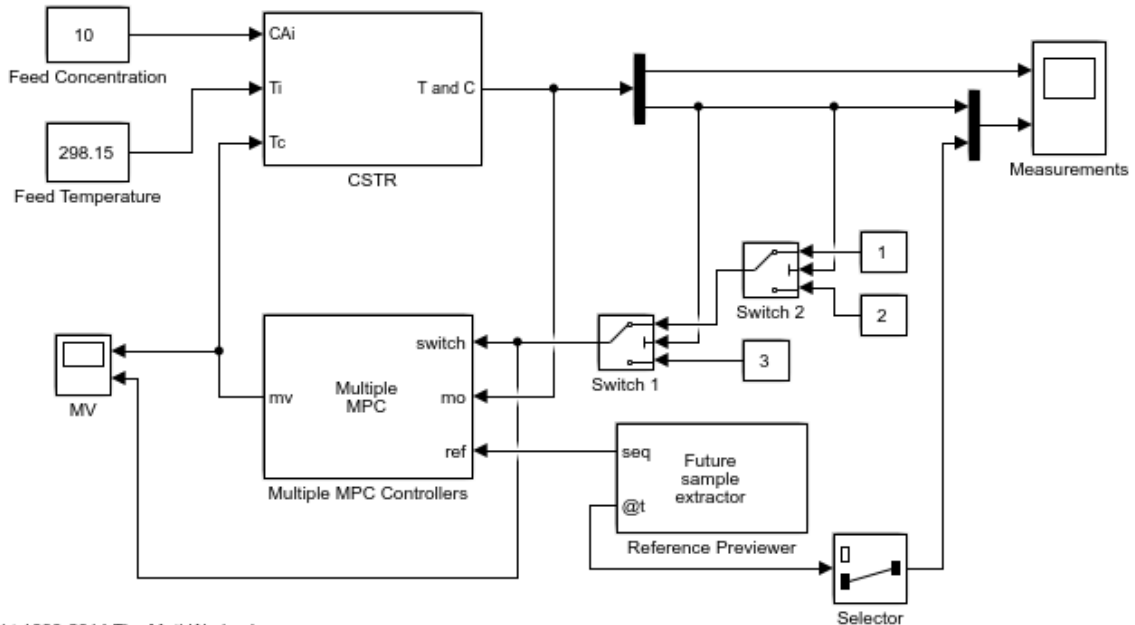 10
Feed Concentration
298.15
Feed Temperature
CAi
Ti
Tc
T and C
CSTR
Measurements
1
2
Switch 2
3
Switch 1
MV
switch
mv
Multiple
MPC
mo
ref
Multiple MPC Controllers
seq
Future
sample
extractor
@t
Reference Previewer
Selector